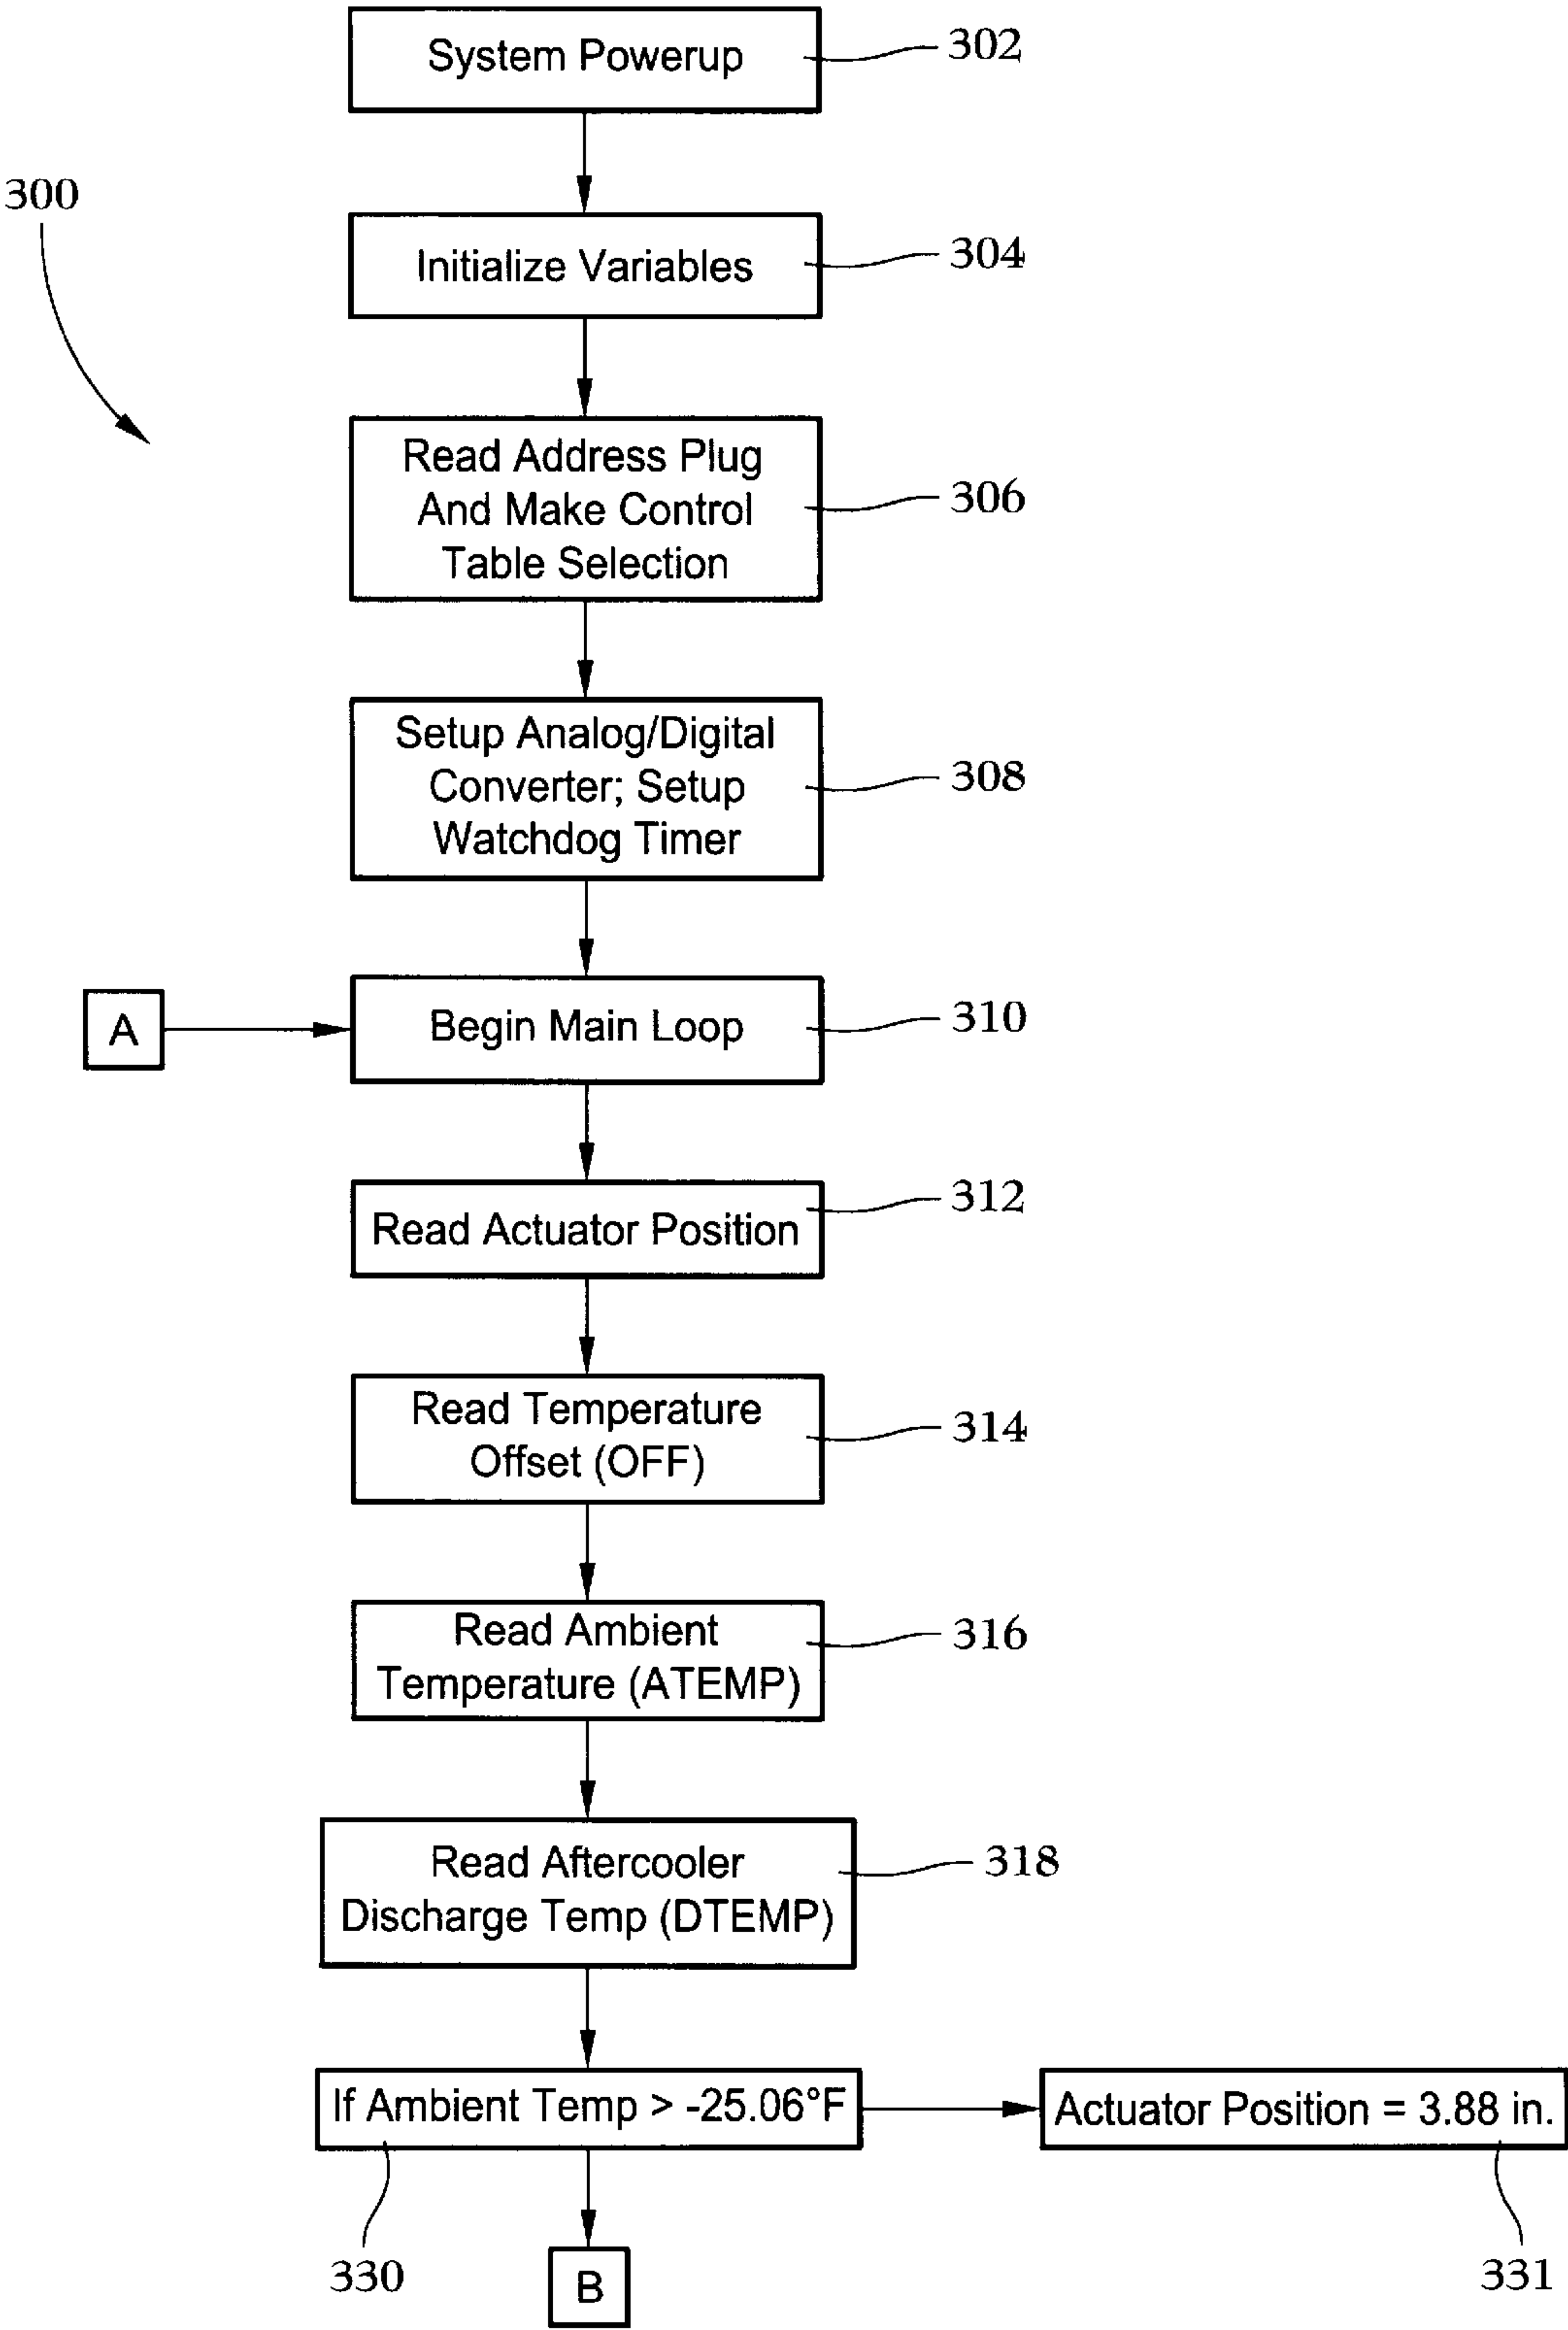 System Powerup
302
300
Initialize Variables
304
Read Address Plug
And Make Control
Table Selection
306
Setup Analog/Digital
Converter; Setup
Watchdog Timer
308
A
Begin Main Loop
310
Read Actuator Position
312
Read Temperature
Offset (OFF)
314
Read Ambient
Temperature (ATEMP)
316
Read Aftercooler
Discharge Temp (DTEMP)
318
If Ambient Temp > -25.06°F
Actuator Position = 3.88 in.
330
B
331